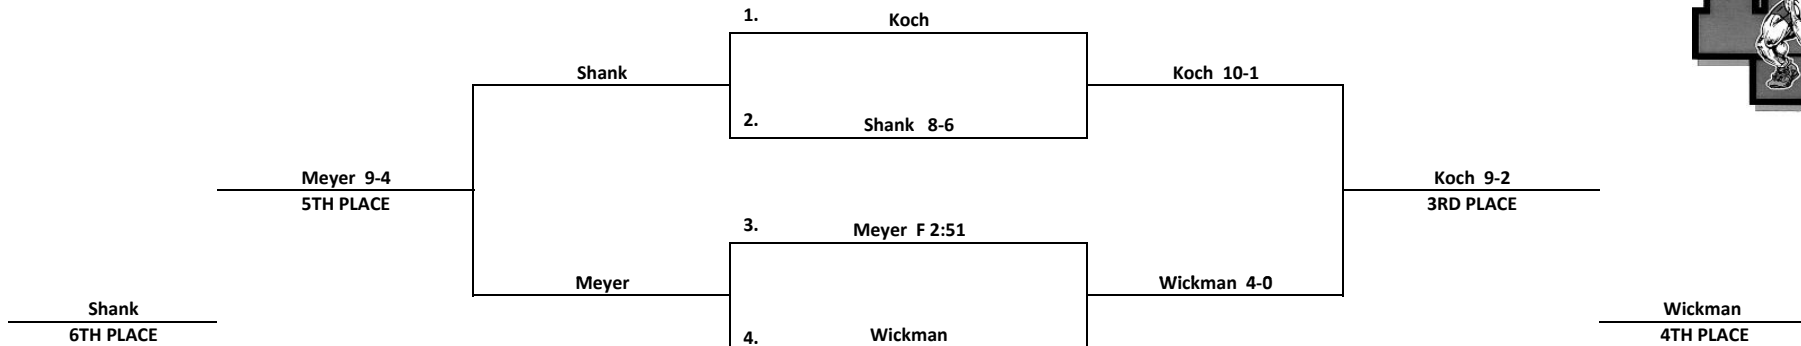 1. Koch
Shank
Koch 10-1
2. Shank 8-6
Meyer 9-4
5TH PLACE
Koch 9-2
3RD PLACE
3. Meyer F 2:51
Meyer
Wickman 4-0
Shank
6TH PLACE
4. Wickman
Wickman
4TH PLACE